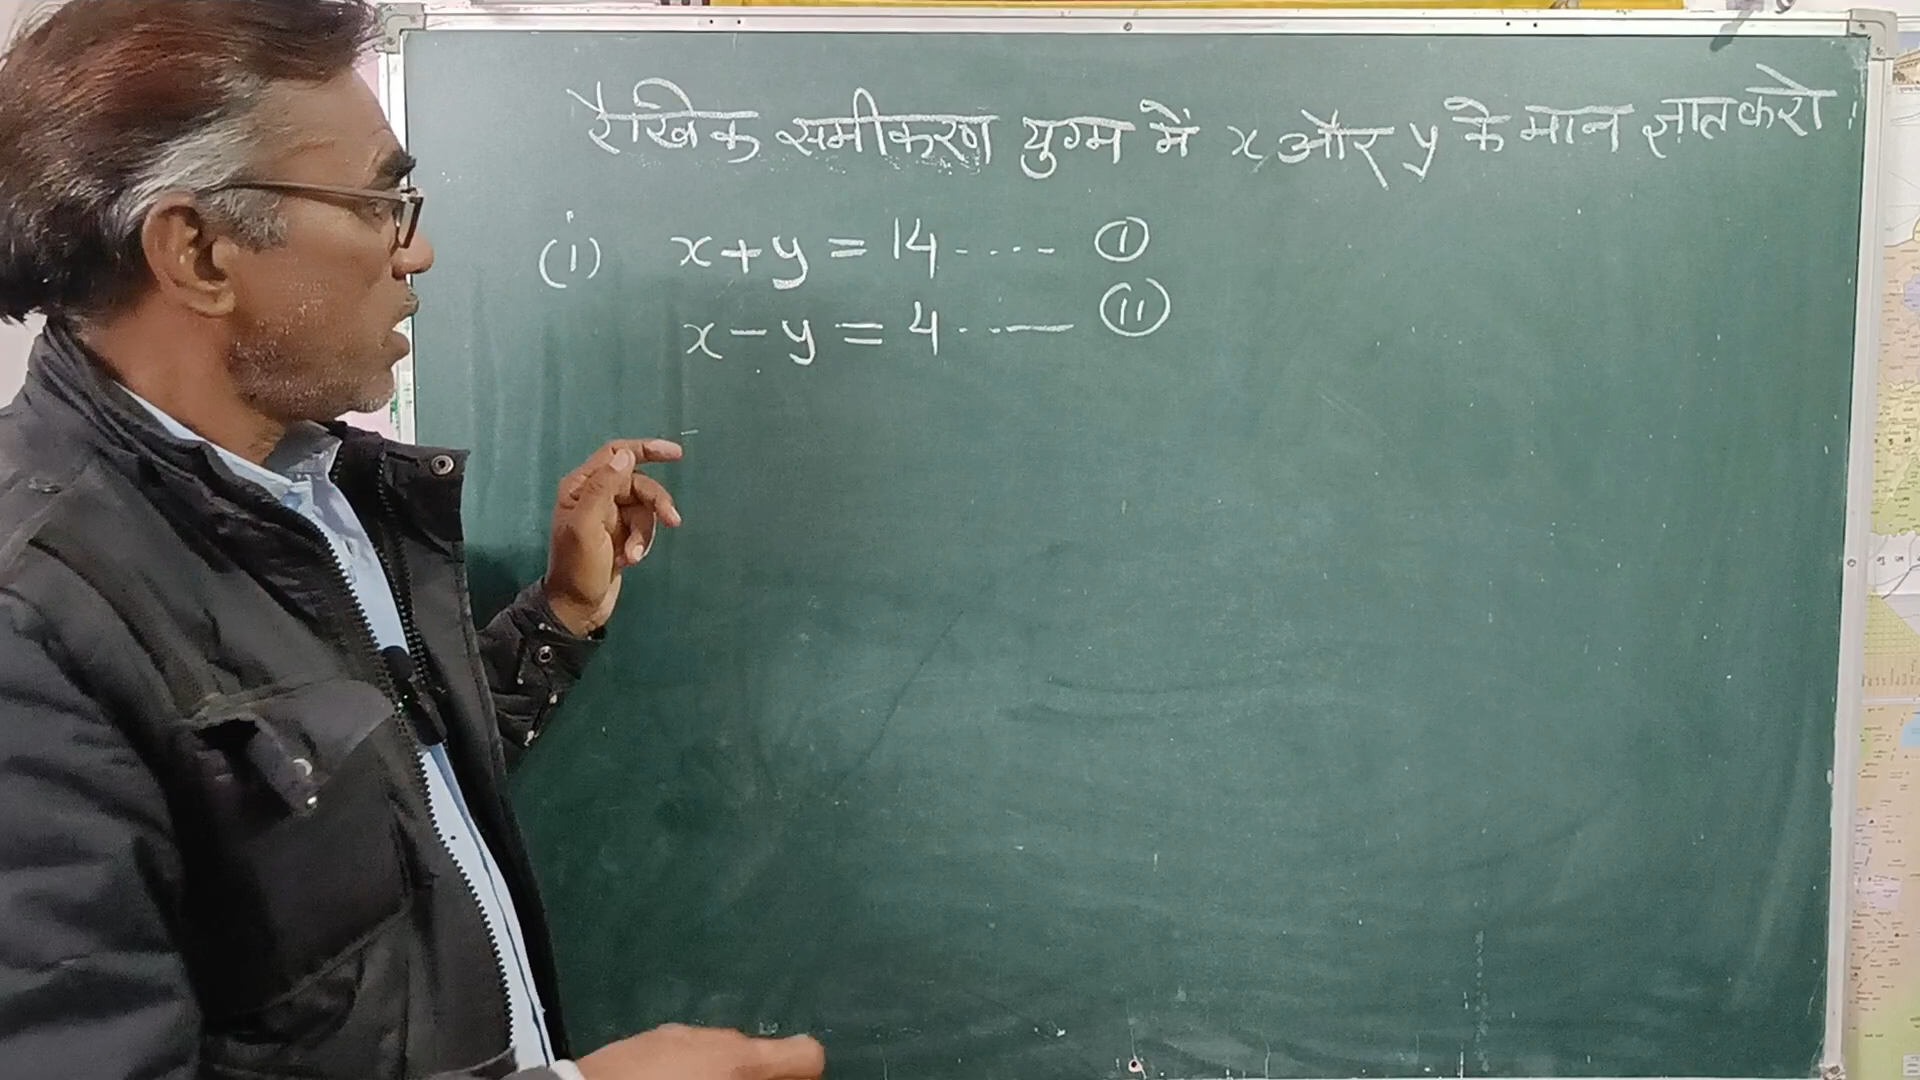 रैखिक समीकरण युग्म में x और y के मान ज्ञात करो
(i) x+y = 14 ---- (I)
x-y = 4 ---- (II)